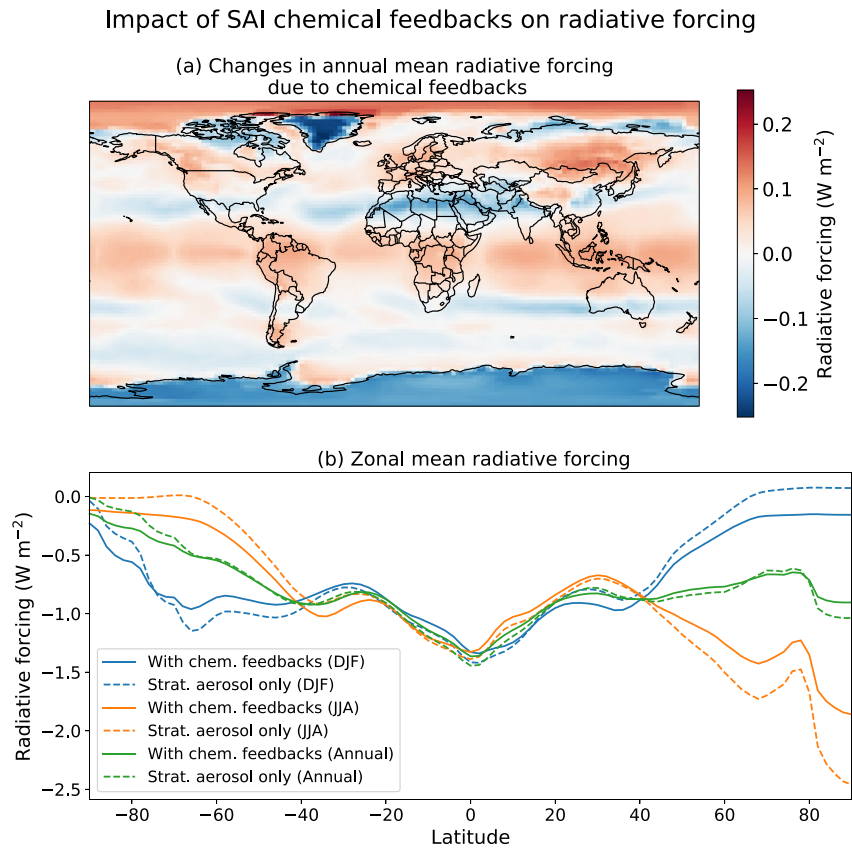 Impact of SAI chemical feedbacks on radiative forcing
(a) Changes in annual mean radiative forcing
due to chemical feedbacks
0.2
0.1
0.0
−0.1
−0.2
Radiative forcing (W m⁻²)
(b) Zonal mean radiative forcing
0.0
−0.5
−1.0
−1.5
−2.0
−2.5
Radiative forcing (W m⁻²)
With chem. feedbacks (DJF)
Strat. aerosol only (DJF)
With chem. feedbacks (JJA)
Strat. aerosol only (JJA)
With chem. feedbacks (Annual)
Strat. aerosol only (Annual)
−80 −60 −40 −20 0 20 40 60 80
Latitude